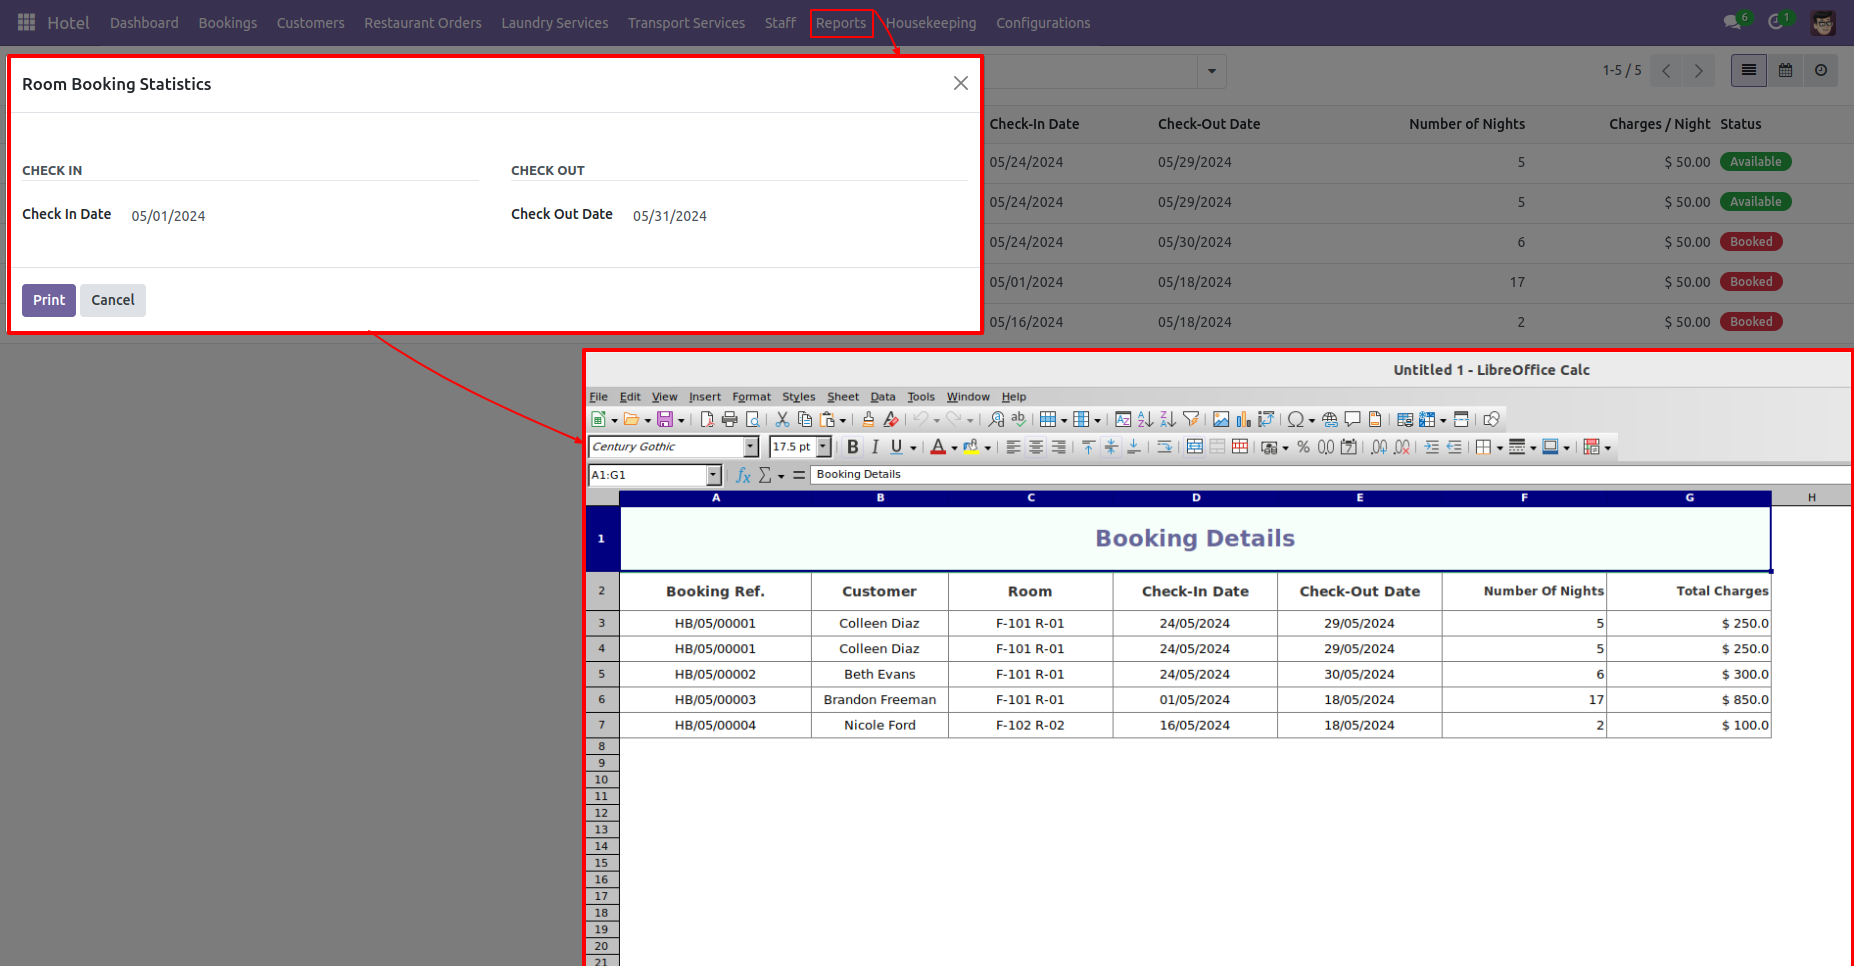 Hotel Dashboard Bookings Customers Restaurant Orders Laundry Services Transport Services Staff Reports Housekeeping Configurations 6 1
Room Booking Statistics
CHECK IN CHECK OUT
Check In Date 05/01/2024 Check Out Date 05/31/2024
Print Cancel
1-5 / 5
Check-In Date Check-Out Date Number of Nights Charges / Night Status
05/24/2024 05/29/2024 5 $ 50.00 Available
05/24/2024 05/29/2024 5 $ 50.00 Available
05/24/2024 05/30/2024 6 $ 50.00 Booked
05/01/2024 05/18/2024 17 $ 50.00 Booked
05/16/2024 05/18/2024 2 $ 50.00 Booked
Untitled 1 - LibreOffice Calc
File Edit View Insert Format Styles Sheet Data Tools Window Help
Century Gothic 17.5 pt B I U A %
A1:G1 fx Σ = Booking Details
A B C D E F G H
1 Booking Details
2 Booking Ref. Customer Room Check-In Date Check-Out Date Number Of Nights Total Charges
3 HB/05/00001 Colleen Diaz F-101 R-01 24/05/2024 29/05/2024 5 $ 250.0
4 HB/05/00001 Colleen Diaz F-101 R-01 24/05/2024 29/05/2024 5 $ 250.0
5 HB/05/00002 Beth Evans F-101 R-01 24/05/2024 30/05/2024 6 $ 300.0
6 HB/05/00003 Brandon Freeman F-101 R-01 01/05/2024 18/05/2024 17 $ 850.0
7 HB/05/00004 Nicole Ford F-102 R-02 16/05/2024 18/05/2024 2 $ 100.0
8
9
10
11
12
13
14
15
16
17
18
19
20
21